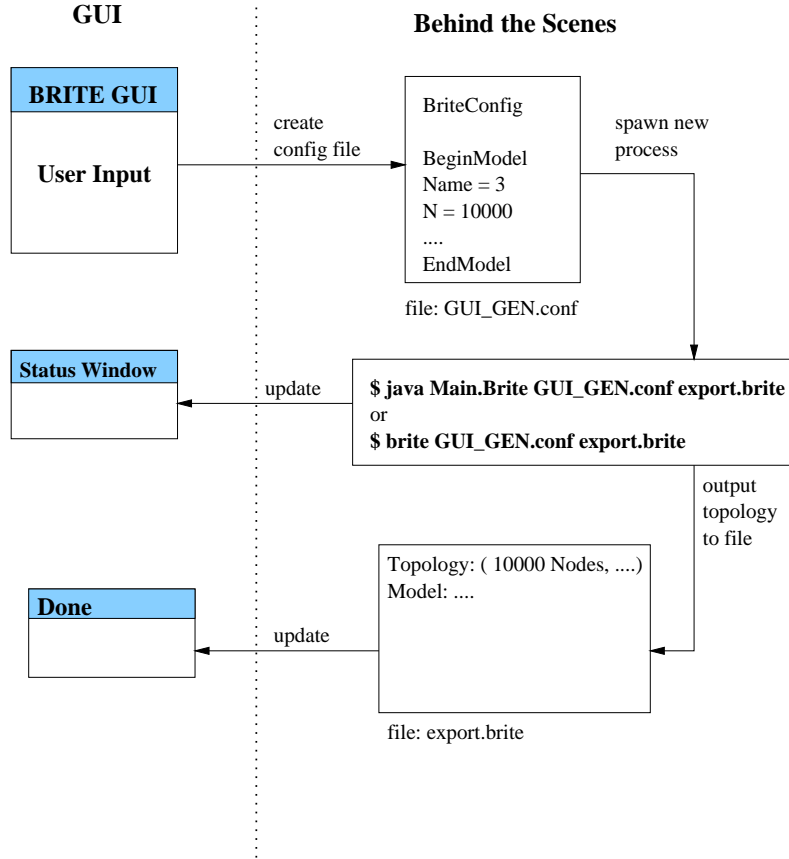 GUI
Behind the Scenes
BRITE GUI
User Input
create
config file
BriteConfig
BeginModel
Name = 3
N = 10000
....
EndModel
file: GUI_GEN.conf
spawn new
process
Status Window
update
$ java Main.Brite GUI_GEN.conf export.brite
or
$ brite GUI_GEN.conf export.brite
output
topology
to file
Topology: ( 10000 Nodes, ....)
Model: ....
file: export.brite
update
Done